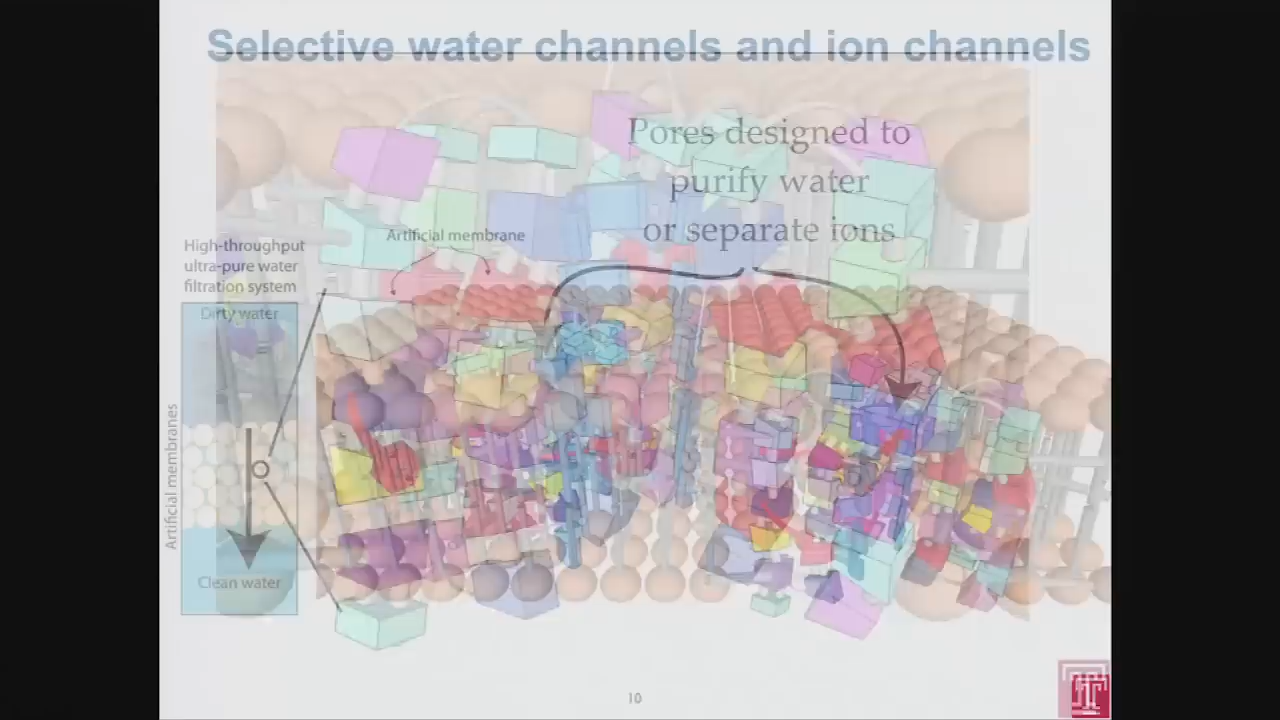 Selective water channels and ion channels
Pores designed to
purify water
or separate ions
Artificial membrane
High-throughput
ultra-pure water
filtration system
Dirty water
Artificial membranes
Clean water
10